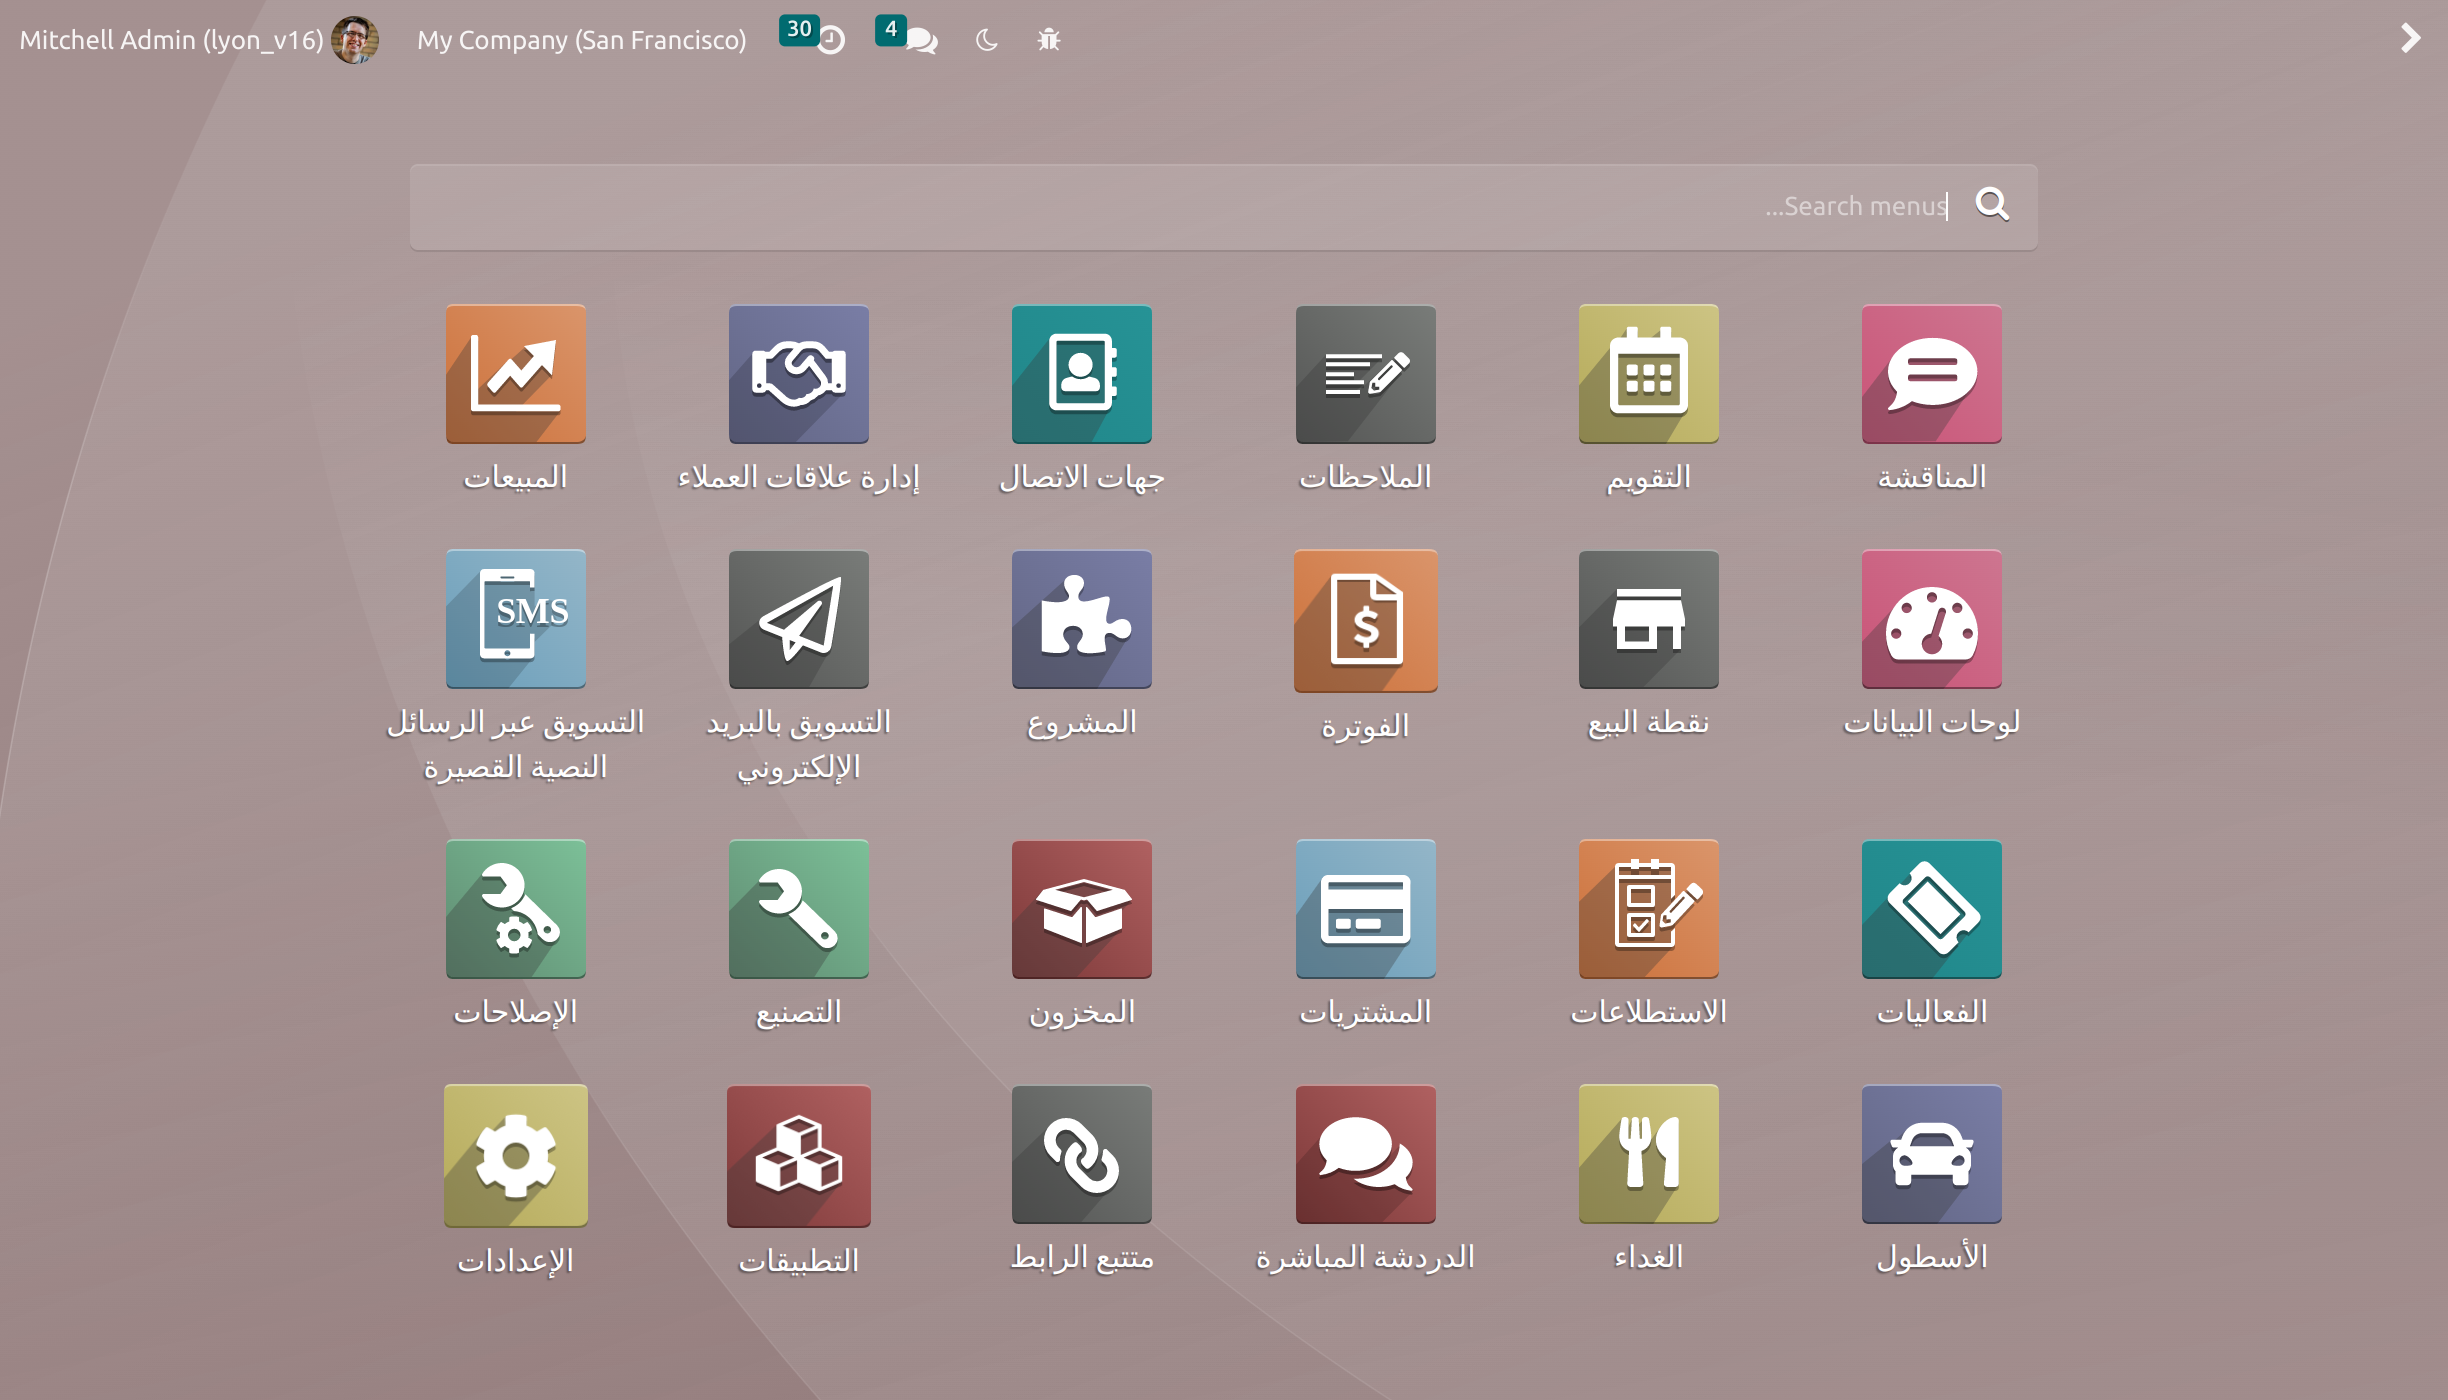 Mitchell Admin (lyon_v16)
My Company (San Francisco)
30
4
Search menus...
المناقشة
التقويم
الملاحظات
جهات الاتصال
إدارة علاقات العملاء
المبيعات
لوحات البيانات
نقطة البيع
الفوترة
المشروع
التسويق بالبريد
الإلكتروني
SMS
التسويق عبر الرسائل
النصية القصيرة
الفعاليات
الاستطلاعات
المشتريات
المخزون
التصنيع
الإصلاحات
الأسطول
الغداء
الدردشة المباشرة
متتبع الرابط
التطبيقات
الإعدادات